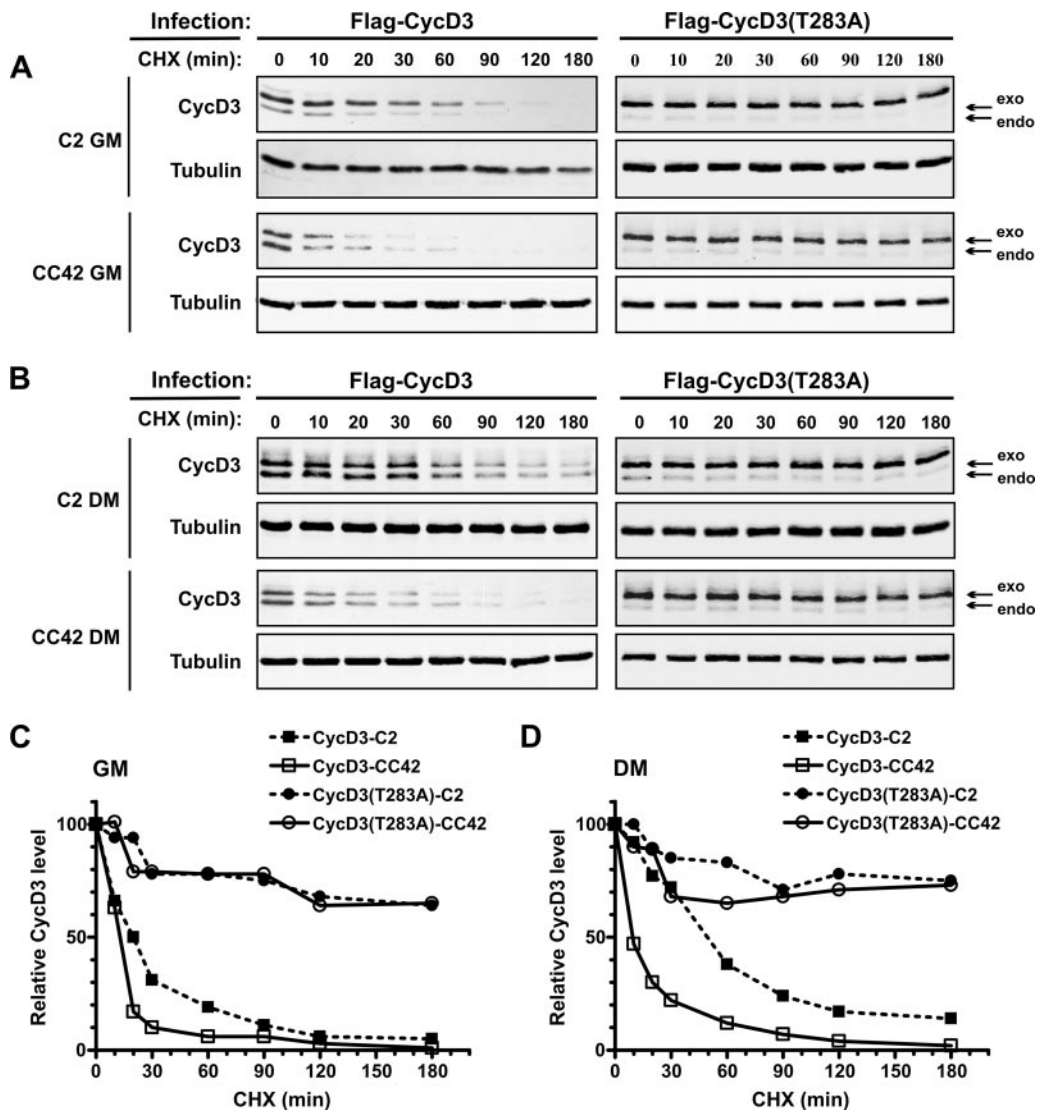 A
Infection: Flag-CycD3 Flag-CycD3(T283A)
CHX (min): 0 10 20 30 60 90 120 180 0 10 20 30 60 90 120 180
C2 GM
CycD3 exo
endo
Tubulin
CC42 GM
CycD3 exo
endo
Tubulin
B
Infection: Flag-CycD3 Flag-CycD3(T283A)
CHX (min): 0 10 20 30 60 90 120 180 0 10 20 30 60 90 120 180
C2 DM
CycD3 exo
endo
Tubulin
CC42 DM
CycD3 exo
endo
Tubulin
C
GM
CycD3-C2
CycD3-CC42
CycD3(T283A)-C2
CycD3(T283A)-CC42
Relative CycD3 level
100
50
0
0 30 60 90 120 150 180
CHX (min)
D
DM
CycD3-C2
CycD3-CC42
CycD3(T283A)-C2
CycD3(T283A)-CC42
Relative CycD3 level
100
50
0
0 30 60 90 120 150 180
CHX (min)